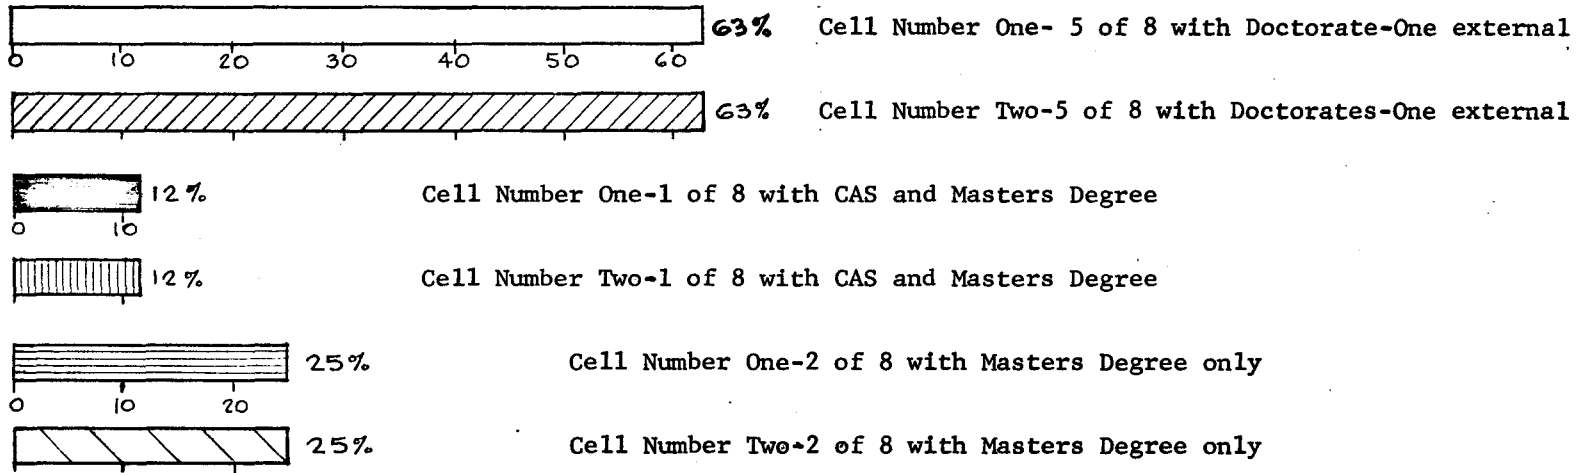 63% Cell Number One- 5 of 8 with Doctorate-One external
0 10 20 30 40 50 60
63% Cell Number Two-5 of 8 with Doctorates-One external
12% Cell Number One-1 of 8 with CAS and Masters Degree
0 10
12% Cell Number Two-1 of 8 with CAS and Masters Degree
25% Cell Number One-2 of 8 with Masters Degree only
0 10 20
25% Cell Number Two-2 of 8 with Masters Degree only